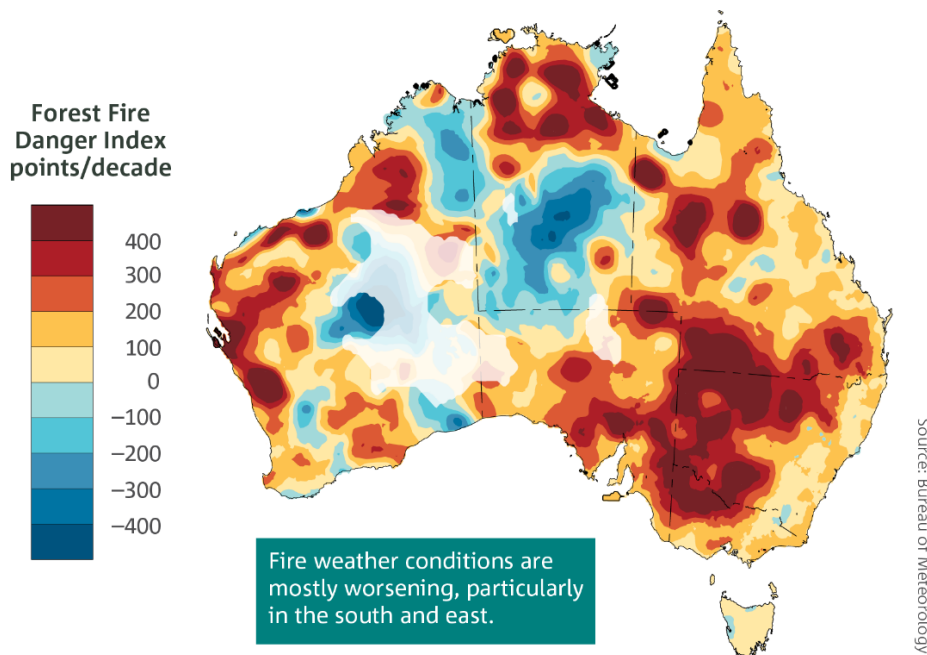 Forest Fire
Danger Index
points/decade
400
300
200
100
0
−100
−200
−300
−400
Fire weather conditions are
mostly worsening, particularly
in the south and east.
Source: Bureau of Meteorology